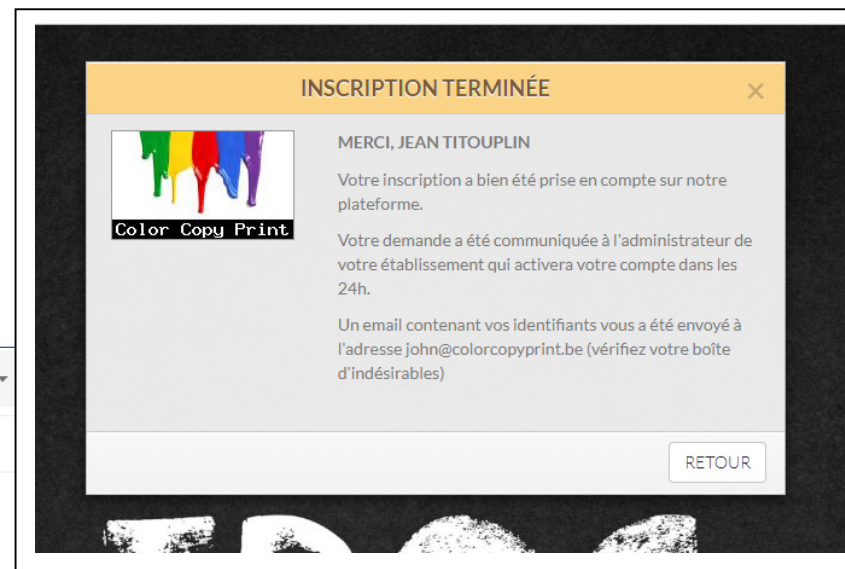 INSCRIPTION TERMINÉE
×
Color Copy Print
MERCI, JEAN TITOUPLIN
Votre inscription a bien été prise en compte sur notre
plateforme.
Votre demande a été communiquée à l'administrateur de
votre établissement qui activera votre compte dans les
24h.
Un email contenant vos identifiants vous a été envoyé à
l'adresse john@colorcopyprint.be (vérifiez votre boîte
d'indésirables)
RETOUR